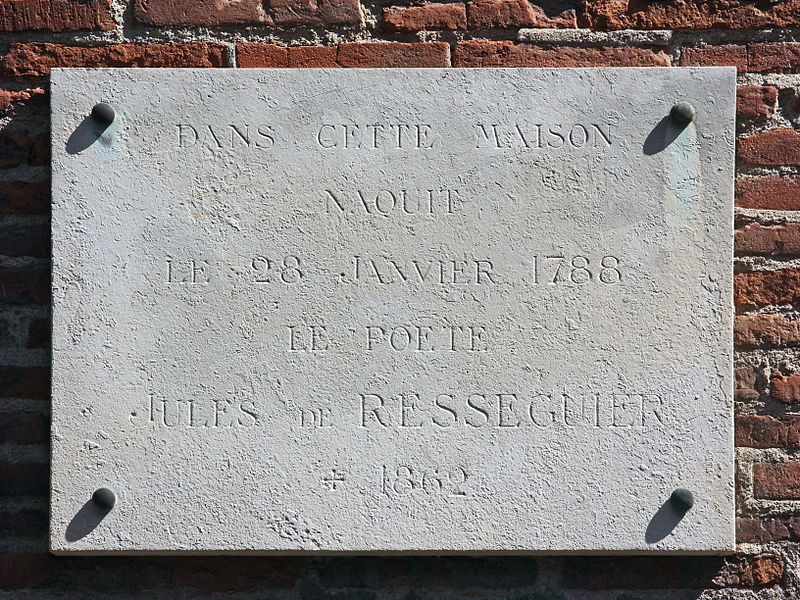 DANS CETTE MAISON
NAQUIT
LE 28 JANVIER 1788
LE POETE
JULES DE RESSEGUIER
✝ 1862